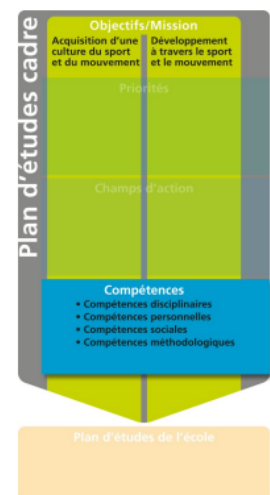 Plan d'études cadre
Objectifs/Mission
Acquisition d'une
culture du sport
et du mouvement
Développement
à travers le sport
et le mouvement
Priorités
Champs d'action
Compétences
• Compétences disciplinaires
• Compétences personnelles
• Compétences sociales
• Compétences méthodologiques
Plan d'études de l'école